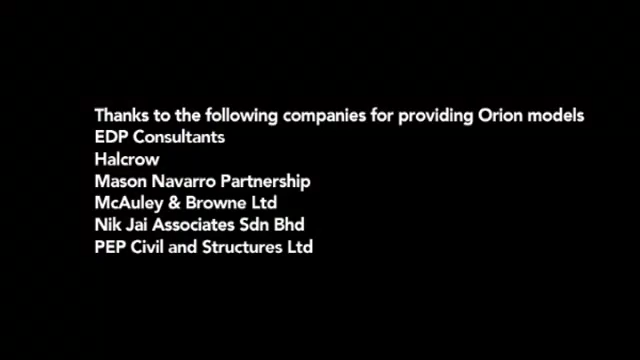 Thanks to the following companies for providing Orion models
EDP Consultants
Halcrow
Mason Navarro Partnership
McAuley & Browne Ltd
Nik Jai Associates Sdn Bhd
PEP Civil and Structures Ltd